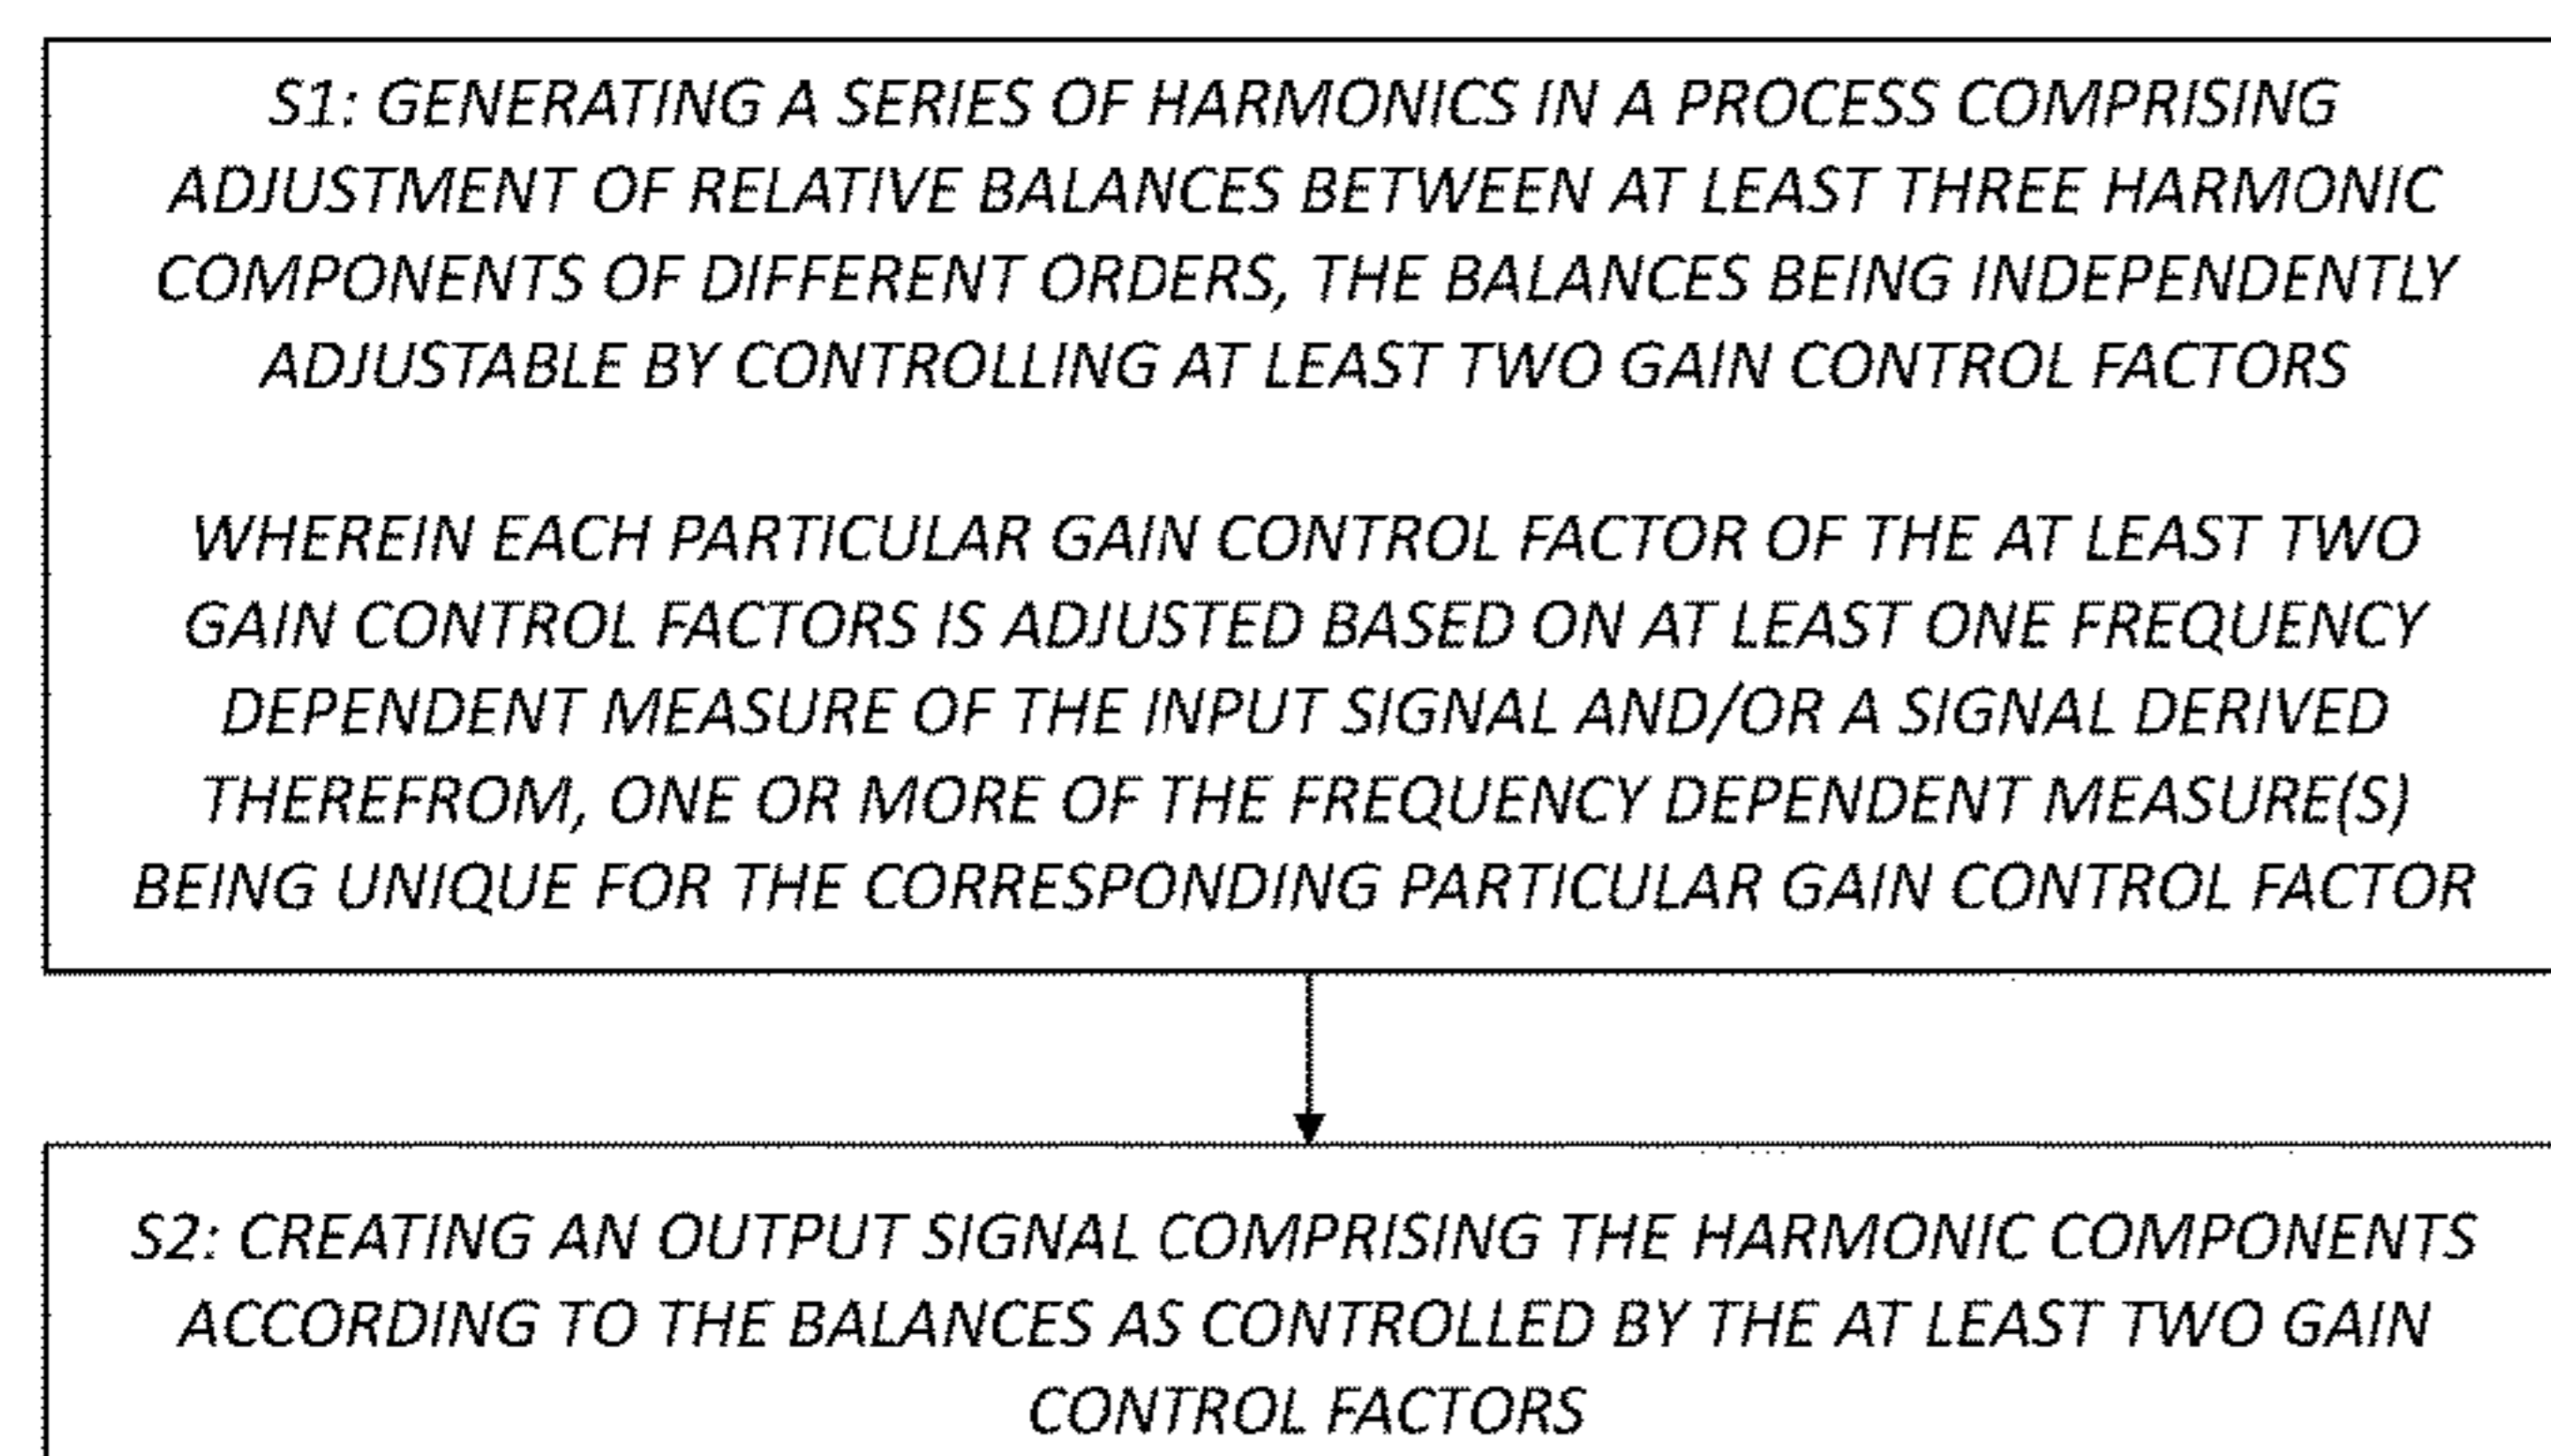 S1: GENERATING A SERIES OF HARMONICS IN A PROCESS COMPRISING
ADJUSTMENT OF RELATIVE BALANCES BETWEEN AT LEAST THREE HARMONIC
COMPONENTS OF DIFFERENT ORDERS, THE BALANCES BEING INDEPENDENTLY
ADJUSTABLE BY CONTROLLING AT LEAST TWO GAIN CONTROL FACTORS
WHEREIN EACH PARTICULAR GAIN CONTROL FACTOR OF THE AT LEAST TWO
GAIN CONTROL FACTORS IS ADJUSTED BASED ON AT LEAST ONE FREQUENCY
DEPENDENT MEASURE OF THE INPUT SIGNAL AND/OR A SIGNAL DERIVED
THEREFROM, ONE OR MORE OF THE FREQUENCY DEPENDENT MEASURE(S)
BEING UNIQUE FOR THE CORRESPONDING PARTICULAR GAIN CONTROL FACTOR
S2: CREATING AN OUTPUT SIGNAL COMPRISING THE HARMONIC COMPONENTS
ACCORDING TO THE BALANCES AS CONTROLLED BY THE AT LEAST TWO GAIN
CONTROL FACTORS